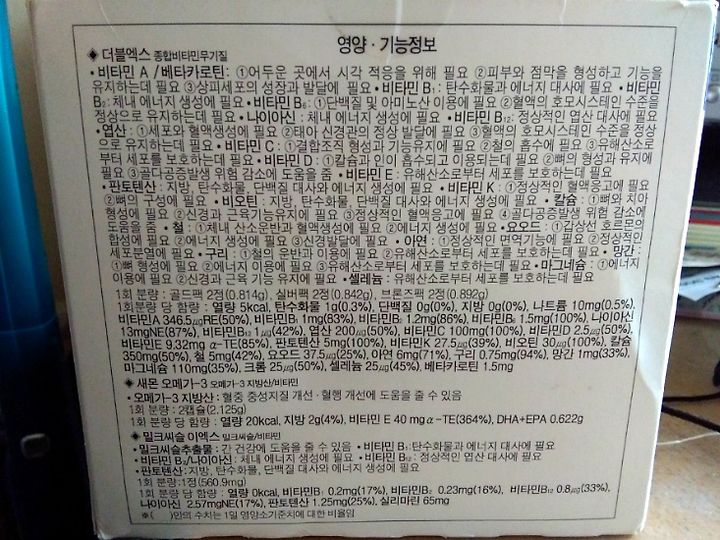 영양 · 기능정보
◈ 더블엑스 종합비타민무기질
• 비타민 A / 베타카로틴: ①어두운 곳에서 시각 적응을 위해 필요 ②피부와 점막을 형성하고 기능을
유지하는데 필요 ③상피세포의 성장과 발달에 필요 • 비타민 B₁: 탄수화물과 에너지 대사에 필요 • 비타민
B₂: 체내 에너지 생성에 필요 • 비타민 B₆: ①단백질 및 아미노산 이용에 필요 ②혈액의 호모시스테인 수준을
정상으로 유지하는데 필요 • 나이아신 : 체내 에너지 생성에 필요 • 비타민 B₁₂: 정상적인 엽산 대사에 필요
• 엽산 : ①세포와 혈액생성에 필요 ②태아 신경관의 정상 발달에 필요 ③혈액의 호모시스테인 수준을 정상
으로 유지하는데 필요 • 비타민 C : ①결합조직 형성과 기능유지에 필요 ②철의 흡수에 필요 ③유해산소로
부터 세포를 보호하는데 필요 • 비타민 D : ①칼슘과 인이 흡수되고 이용되는데 필요 ②뼈의 형성과 유지에
필요 ③골다공증발생 위험 감소에 도움을 줌 • 비타민 E : 유해산소로부터 세포를 보호하는데 필요
• 판토텐산 : 지방, 탄수화물, 단백질 대사와 에너지 생성에 필요 • 비타민 K : ①정상적인 혈액응고에 필요
②뼈의 구성에 필요 • 비오틴 : 지방, 탄수화물, 단백질 대사와 에너지 생성에 필요 • 칼슘 : ①뼈와 치아
형성에 필요 ②신경과 근육기능유지에 필요 ③정상적인 혈액응고에 필요 ④골다공증발생 위험 감소에
도움을 줌 • 철 : ①체내 산소운반과 혈액생성에 필요 ②에너지 생성에 필요 • 요오드 : ①갑상선 호르몬의
합성에 필요 ②에너지 생성에 필요 ③신경발달에 필요 • 아연 : ①정상적인 면역기능에 필요 ②정상적인
세포분열에 필요 • 구리 : ①철의 운반과 이용에 필요 ②유해산소로부터 세포를 보호하는데 필요 • 망간 :
①뼈 형성에 필요 ②에너지 이용에 필요 ③유해산소로부터 세포를 보호하는데 필요 • 마그네슘 : ①에너지
이용에 필요 ②신경과 근육 기능 유지에 필요 • 셀레늄 : 유해산소로부터 세포를 보호하는데 필요
1회 분량 : 골드팩 2정(0.814g), 실버팩 2정 (0.842g), 브론즈팩 2정(0.892g)
1회분량 당 함량 : 열량 5kcal, 탄수화물 1g(0.3%), 단백질 0g(0%), 지방 0g(0%), 나트륨 10mg(0.5%),
비타민A 346.5㎍RE(50%), 비타민B₁ 1mg(83%), 비타민B₂ 1.2mg(86%), 비타민B₆ 1.5mg(100%), 나이아신
13mgNE(87%), 비타민B₁₂ 1㎍(42%), 엽산 200㎍(50%), 비타민C 100mg(100%), 비타민D 2.5㎍(50%),
비타민E 9.32mg α-TE(85%), 판토텐산 5mg(100%), 비타민K 27.5㎍(39%), 비오틴 30㎍(100%), 칼슘
350mg(50%), 철 5mg(42%), 요오드 37.5㎍(25%), 아연 6mg(71%), 구리 0.75mg(94%), 망간 1mg(33%),
마그네슘 110mg(35%), 크롬 25㎍(50%), 셀레늄 25㎍(45%), 베타카로틴 1.5mg
◈ 새몬 오메가-3 오메가-3 지방산/비타민
• 오메가-3 지방산 : 혈중 중성지질 개선 · 혈행 개선에 도움을 줄 수 있음
1회 분량 : 2캡슐(2.125g)
1회 분량 당 함량 : 열량 20kcal, 지방 2g(4%), 비타민 E 40 mg α-TE(364%), DHA+EPA 0.622g
◈ 밀크씨슬 이엑스 밀크씨슬/비타민
• 밀크씨슬추출물 : 간 건강에 도움을 줄 수 있음 • 비타민 B₁:탄수화물과 에너지 대사에 필요
• 비타민 B₂/나이아신 : 체내 에너지 생성에 필요 • 비타민 B₁₂: 정상적인 엽산 대사에 필요
• 판토텐산:지방, 탄수화물, 단백질 대사와 에너지 생성에 필요
1회 분량:1정(560.9mg)
1회 분량 당 함량 : 열량 0kcal, 비타민B₁ 0.2mg(17%), 비타민B₂ 0.23mg(16%), 비타민B₁₂ 0.8㎍(33%),
나이아신 2.57mgNE(17%), 판토텐산 1.25mg(25%), 실리마린 65mg
※( )안의 수치는 1일 영양소기준치에 대한 비율임